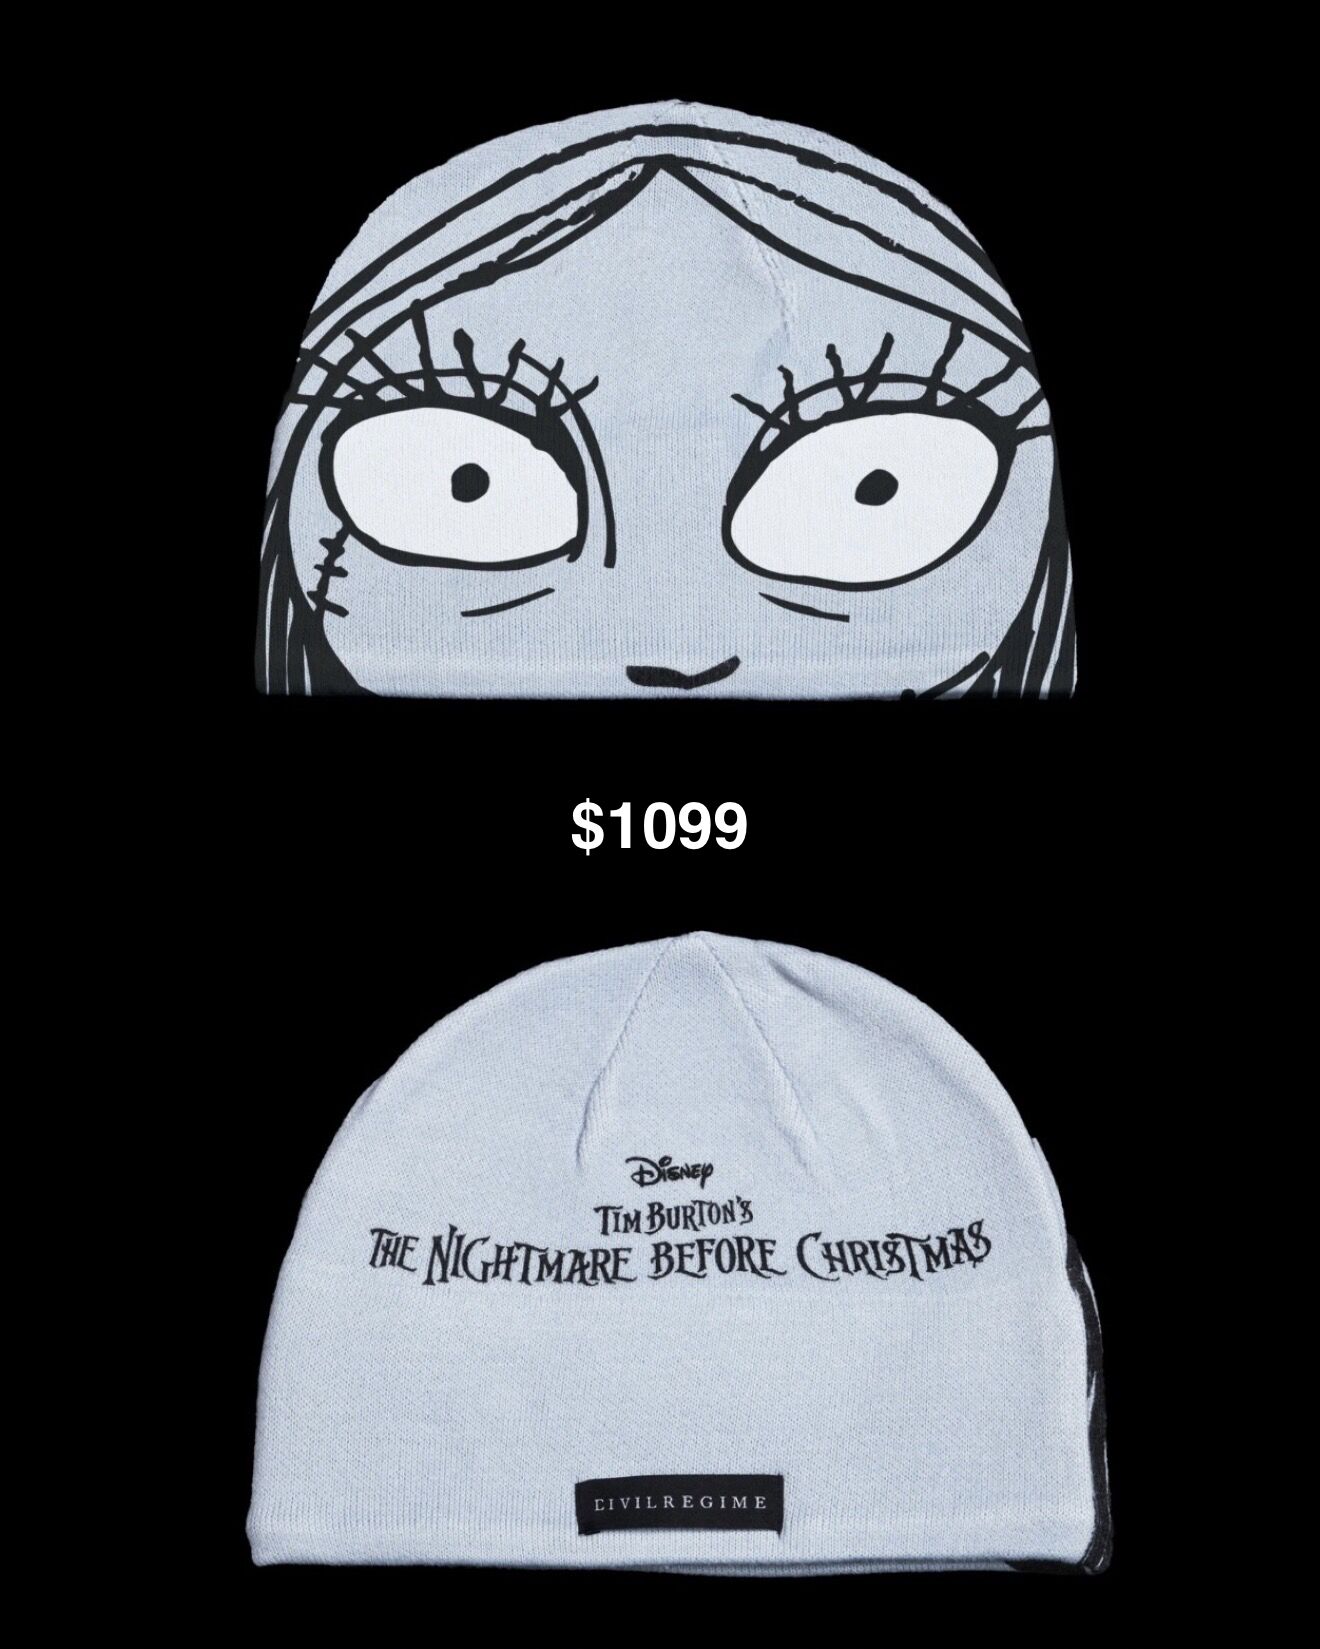 $1099
Disney
Tim Burton's
The Nightmare Before Christmas
CIVILREGIME